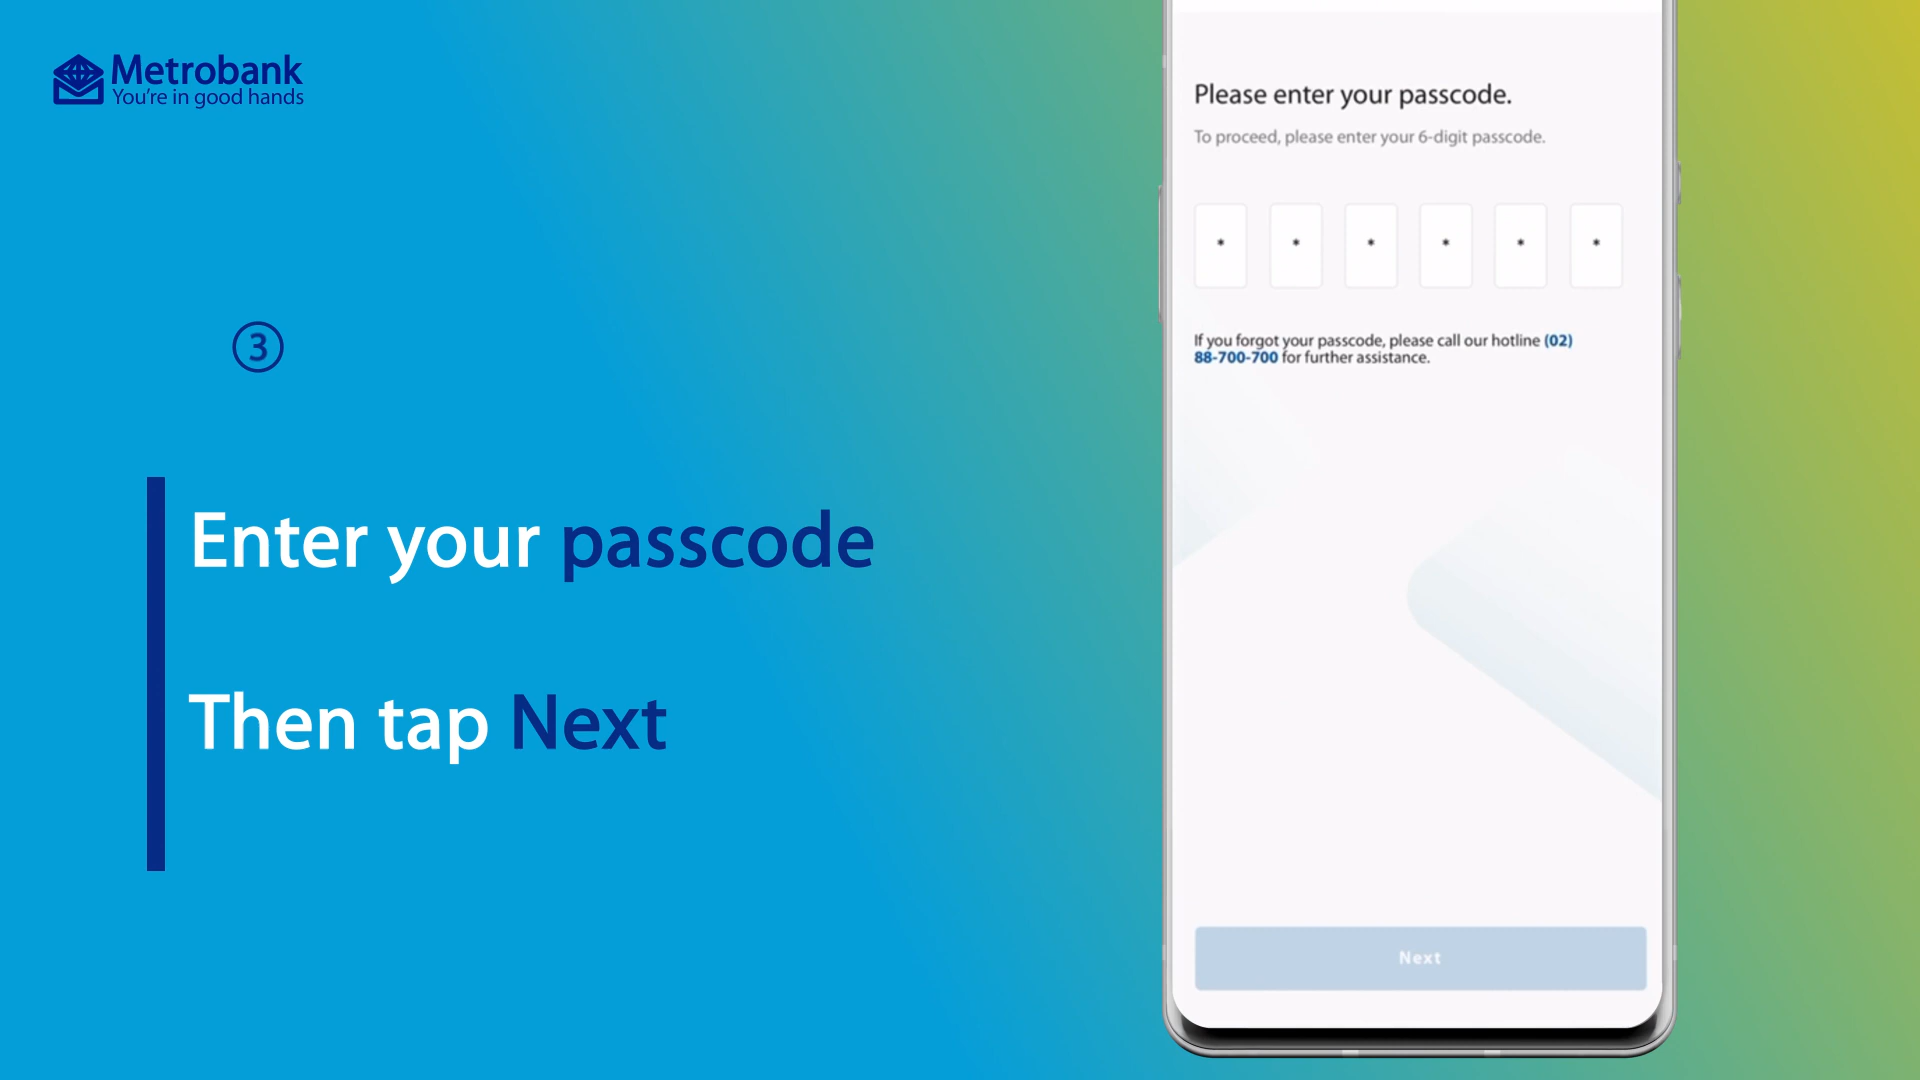 Metrobank
You're in good hands
3
Enter your passcode
Then tap Next
Please enter your passcode.
To proceed, please enter your 6-digit passcode.
* * * * * *
If you forgot your passcode, please call our hotline (02)
88-700-700 for further assistance.
Next